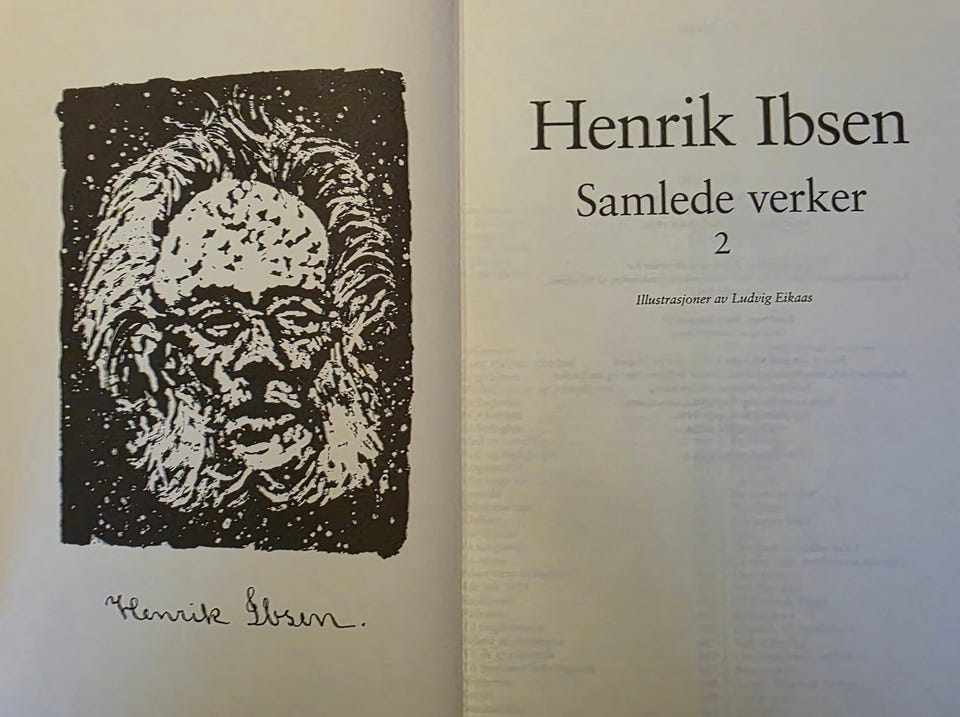 Henrik Ibsen.
Henrik Ibsen
Samlede verker
2
Illustrasjoner av Ludvig Eikaas